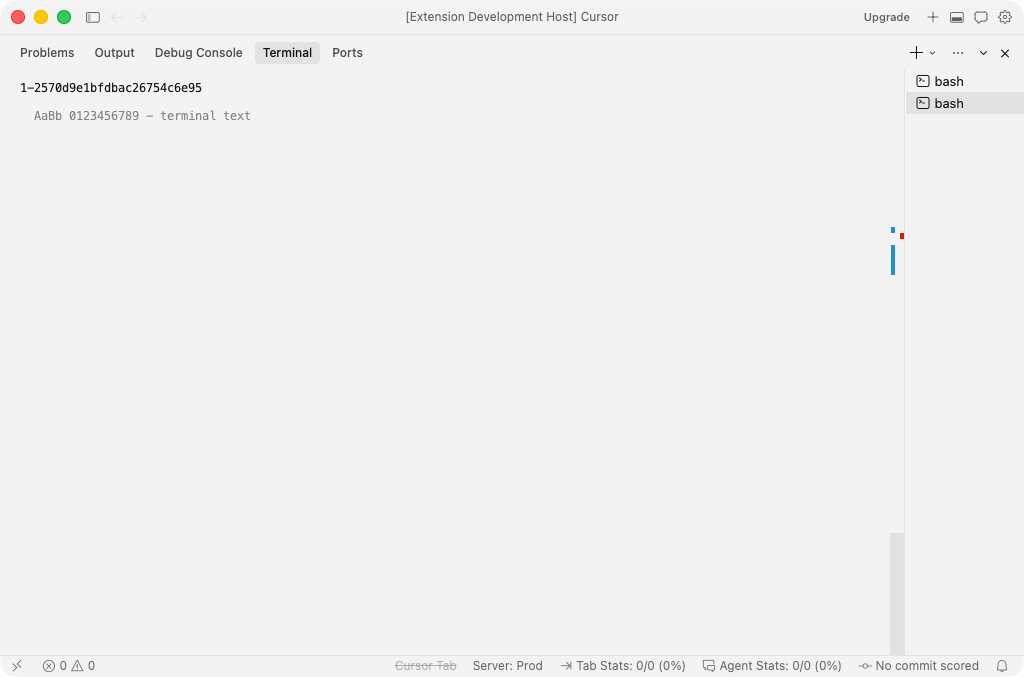 [Extension Development Host] Cursor
Upgrade
Problems Output Debug Console Terminal Ports
1-2570d9e1bfdbac26754c6e95
AaBb 0123456789 — terminal text
bash
bash
0 0 Cursor Tab Server: Prod Tab Stats: 0/0 (0%) Agent Stats: 0/0 (0%) No commit scored